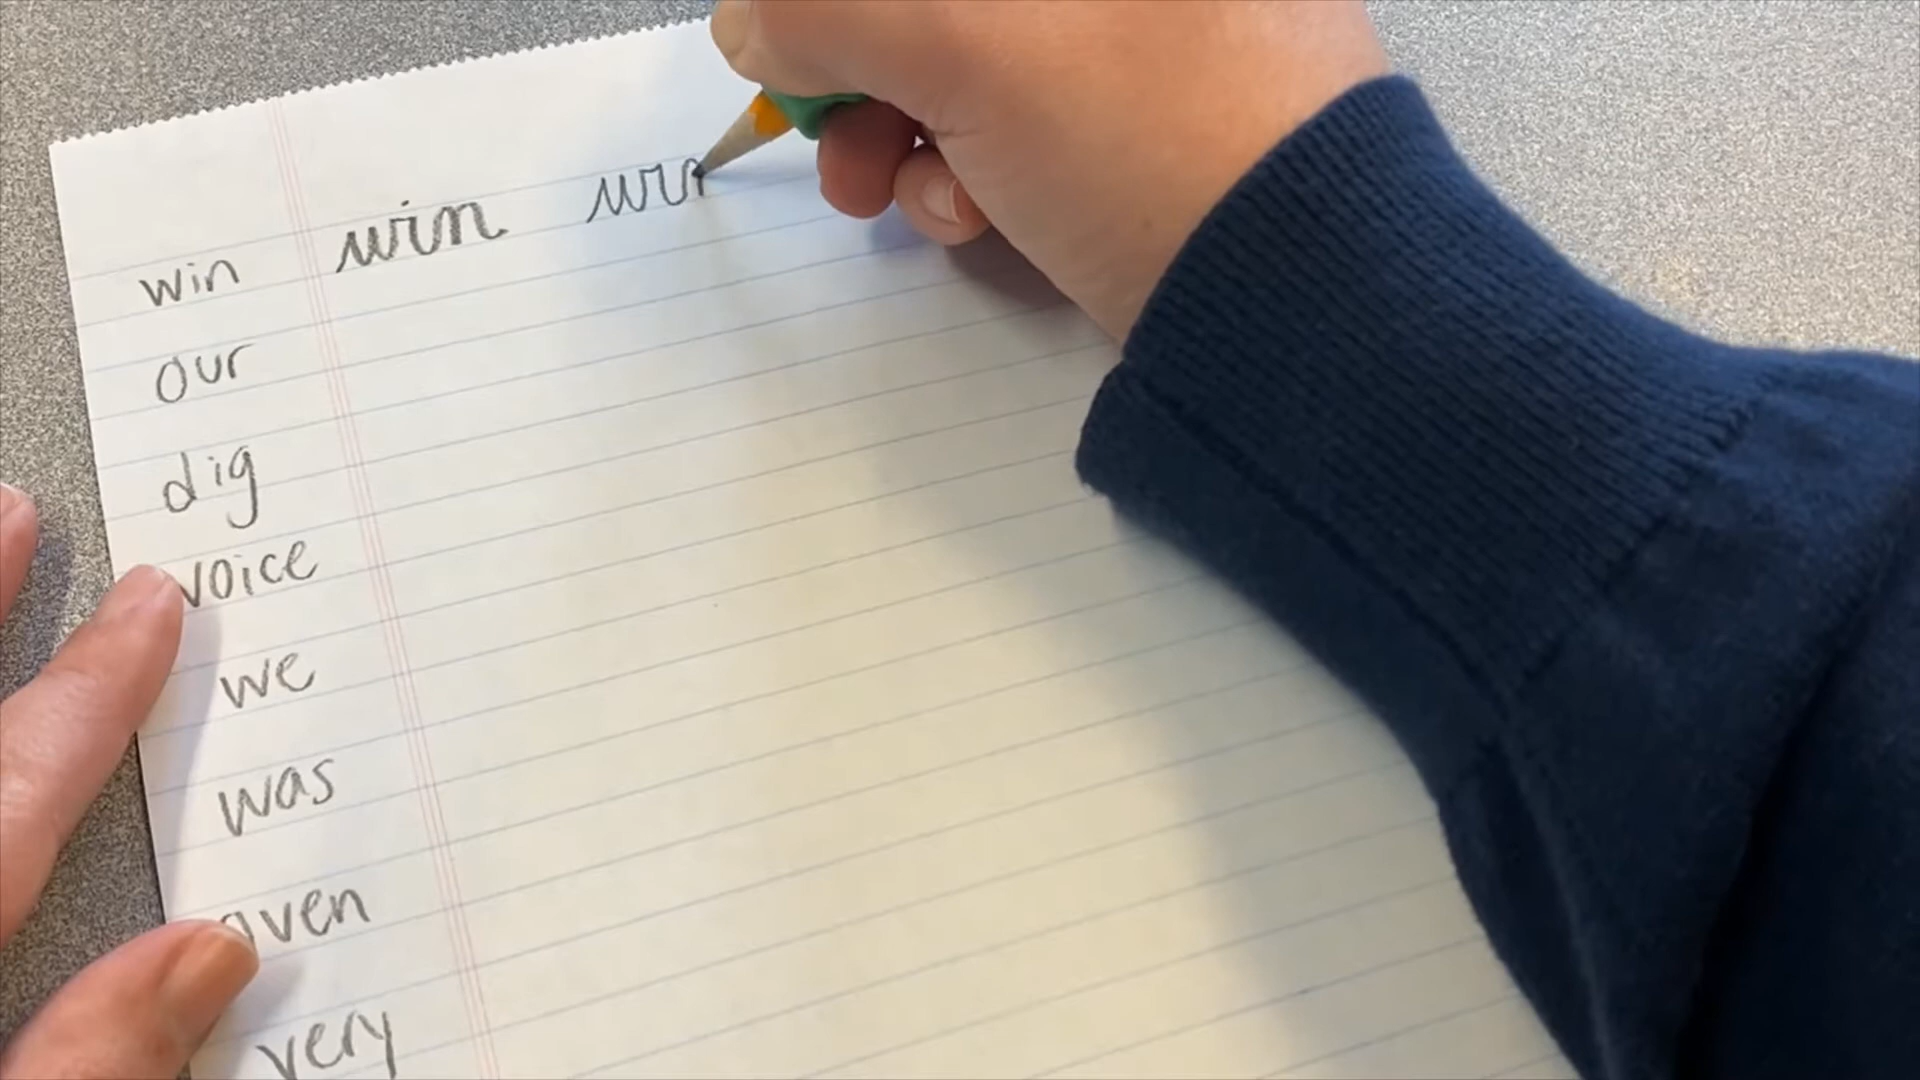 win win
our
dig
voice
we
was
very